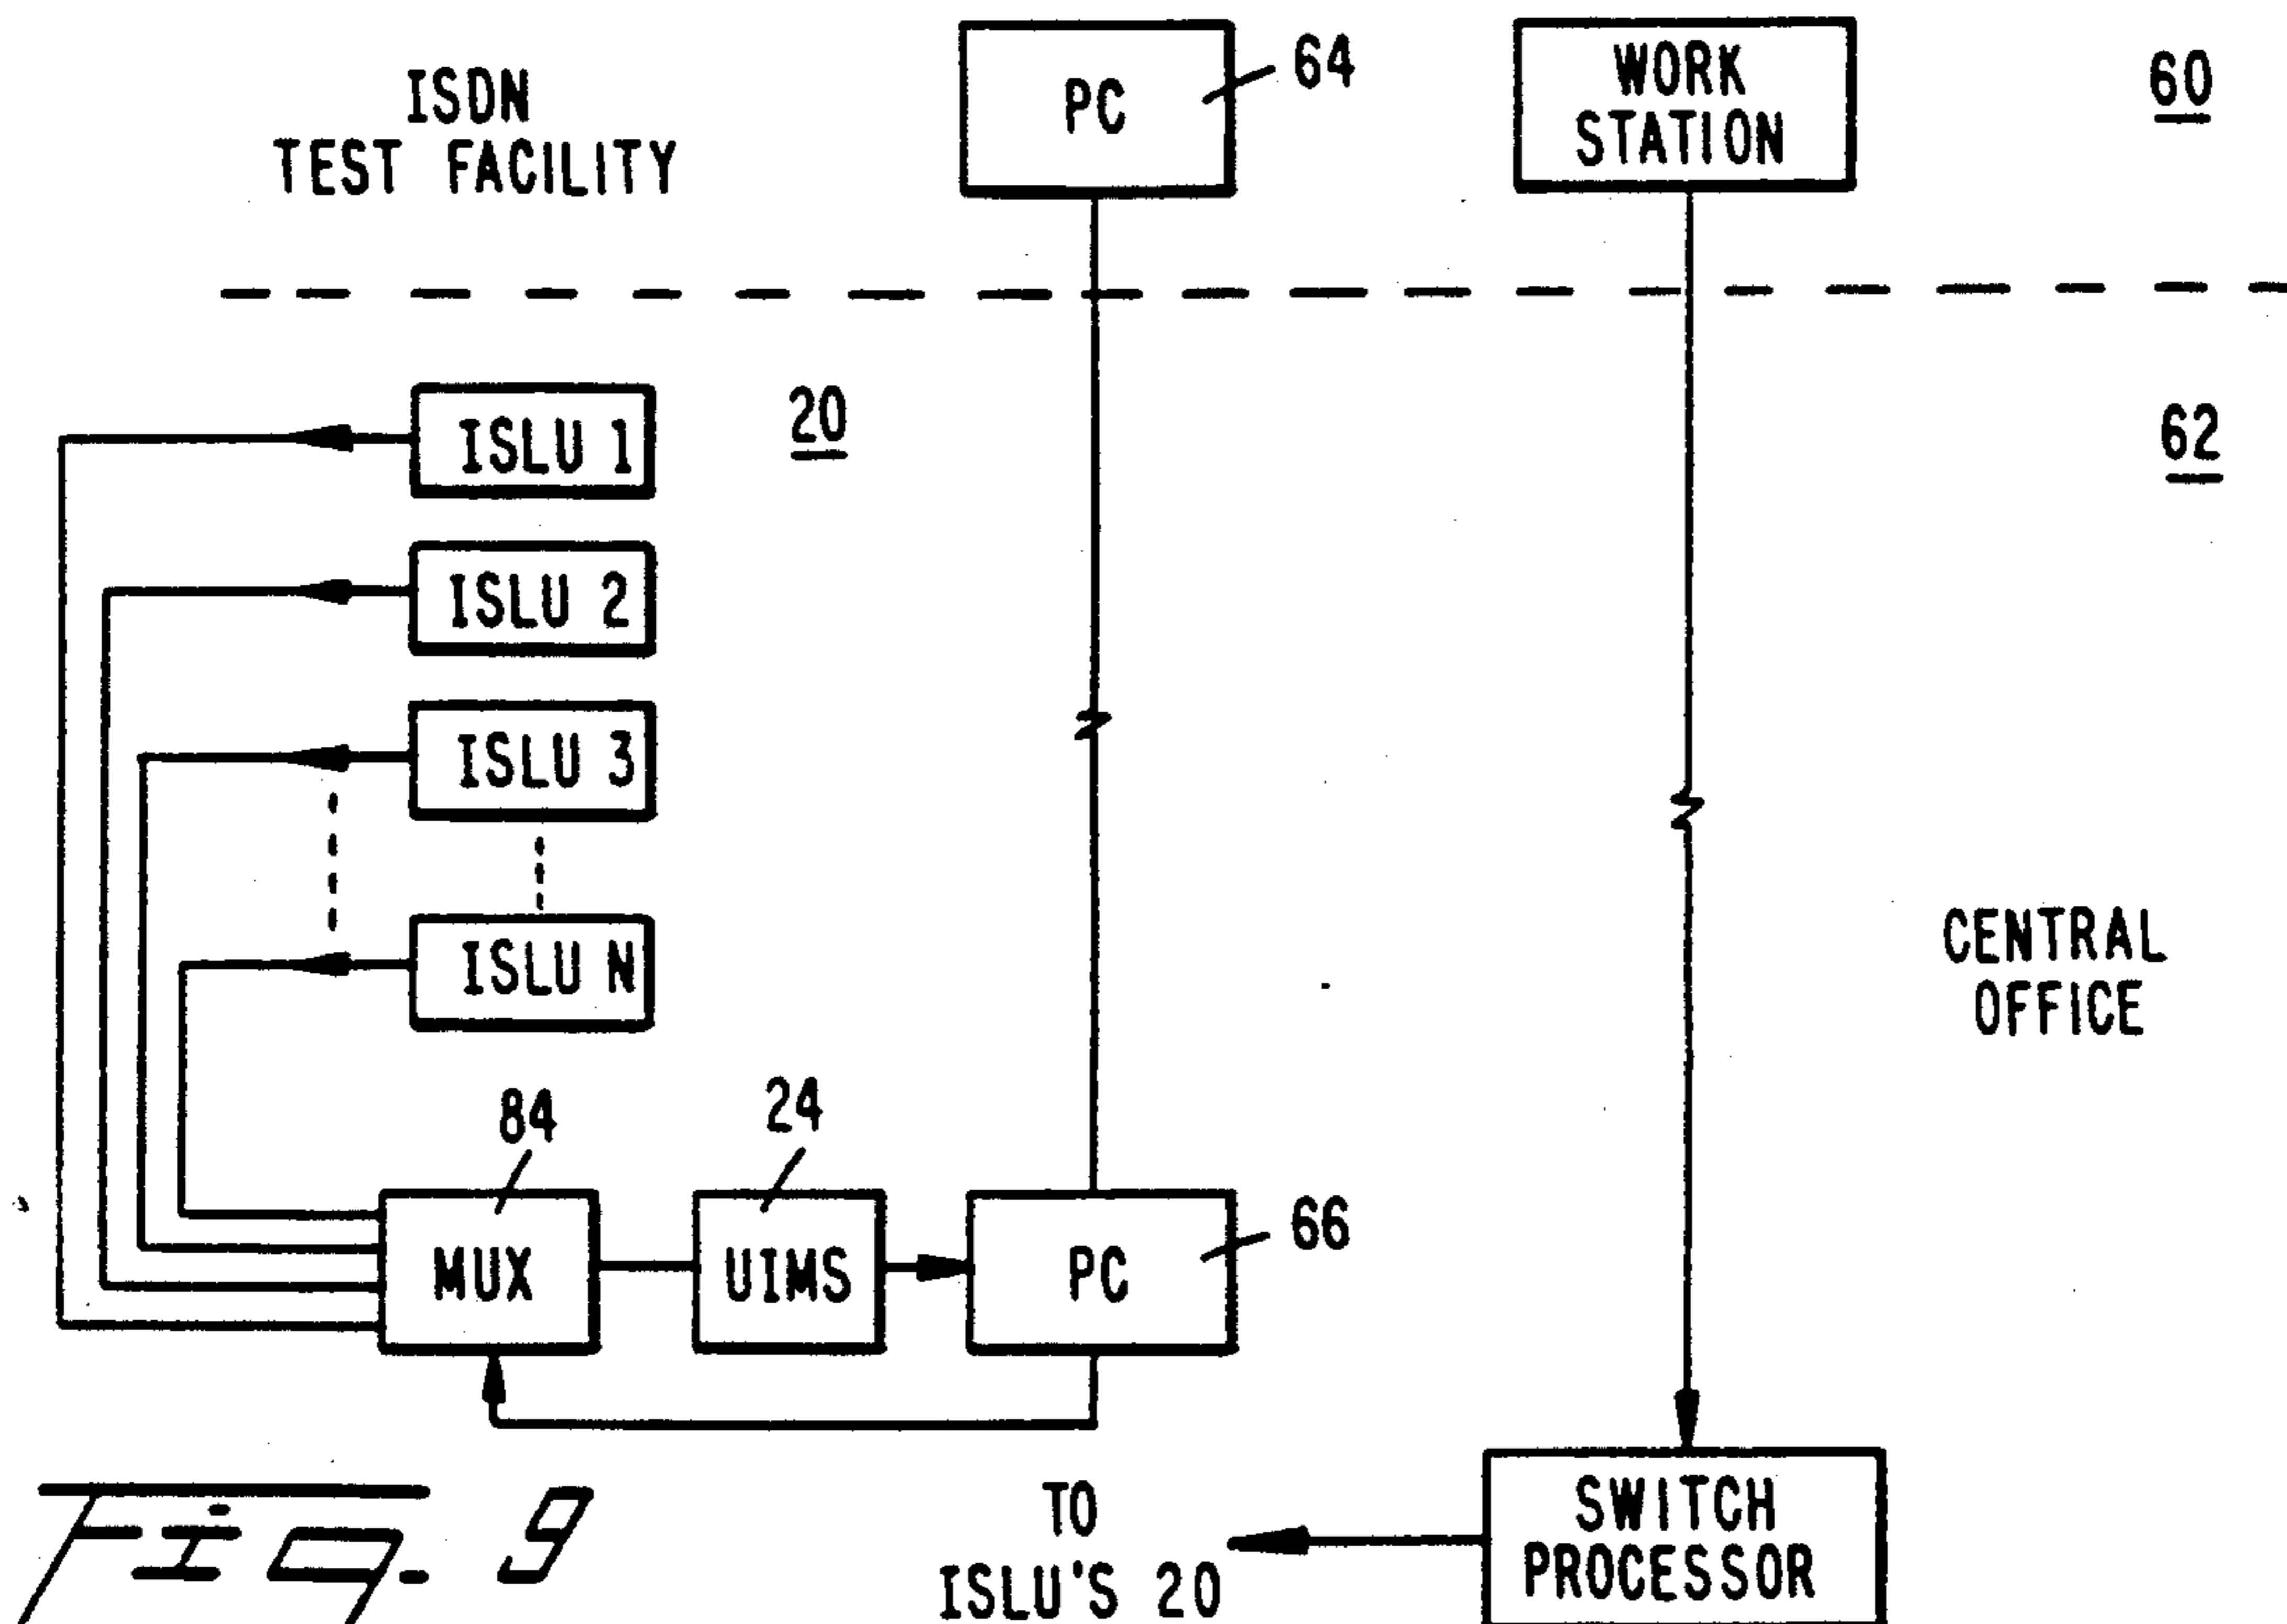 ISDN
TEST FACILITY
PC
64
WORK
STATION
60
ISLU 1
20
62
ISLU 2
ISLU 3
ISLU N
CENTRAL
OFFICE
84
24
MUX
UIMS
PC
66
Fig. 9
TO
ISLU'S 20
SWITCH
PROCESSOR